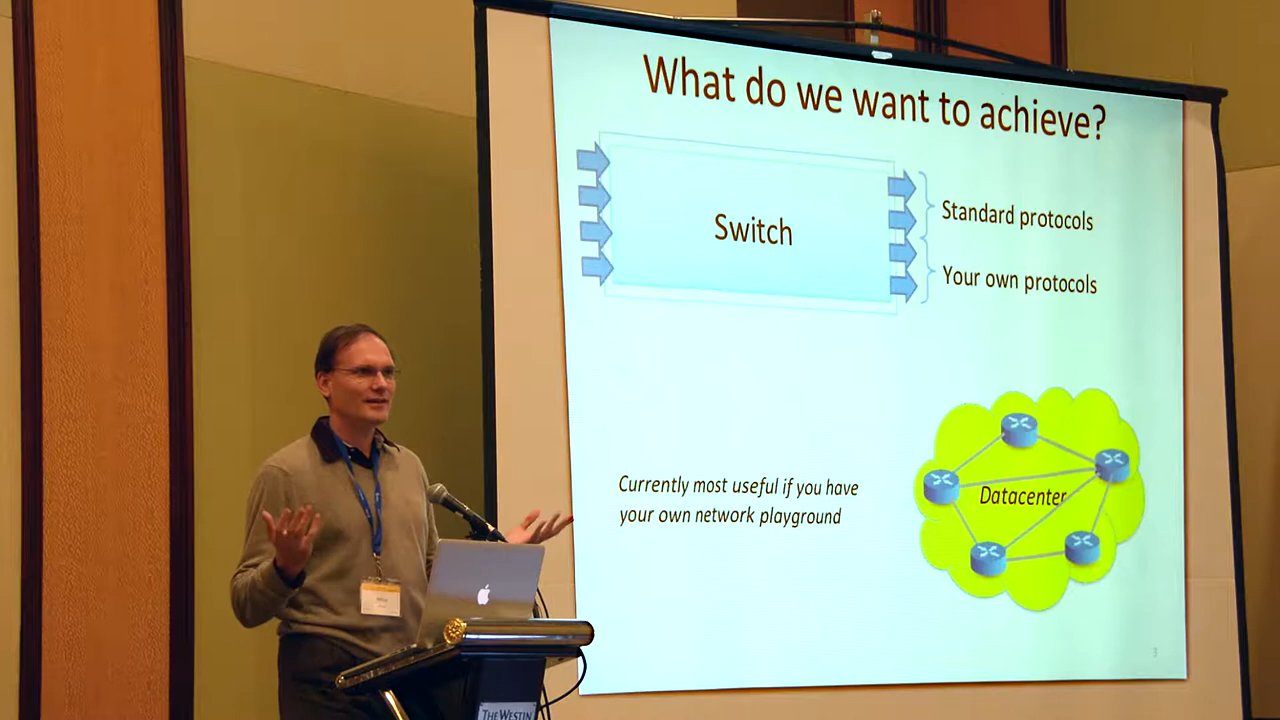 What do we want to achieve?
Switch
Standard protocols
Your own protocols
Currently most useful if you have
your own network playground
Datacenter
3
THE WESTIN